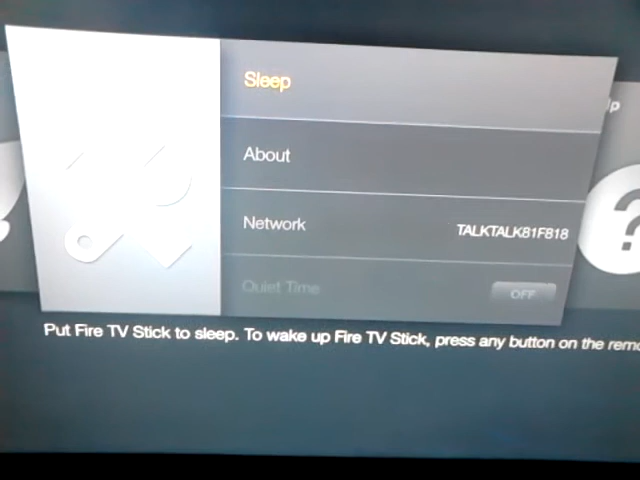 Sleep
About
Network TALKTALK81F818
Quiet Time OFF
Put Fire TV Stick to sleep. To wake up Fire TV Stick, press any button on the remo
lp
?